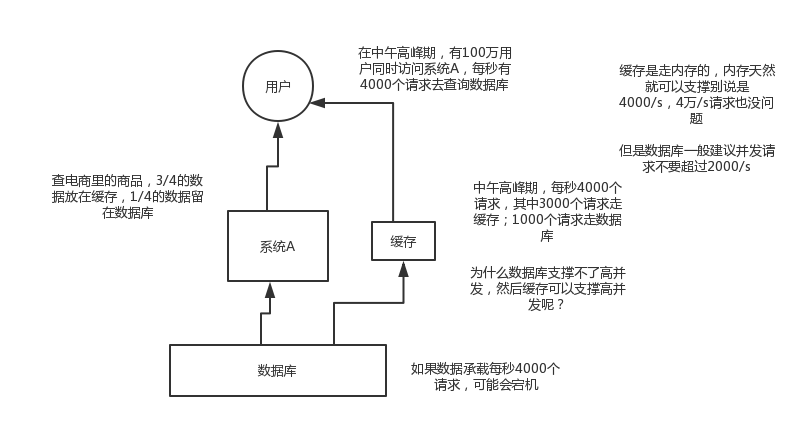 在中午高峰期，有100万用
户同时访问系统A，每秒有
4000个请求去查询数据库
用户
缓存是走内存的，内存天然
就可以支撑别说是
4000/s，4万/s请求也没问
题
但是数据库一般建议并发请
求不要超过2000/s
查电商里的商品，3/4的数
据放在缓存，1/4的数据留
在数据库
中午高峰期，每秒4000个
请求，其中3000个请求走
缓存；1000个请求走数据
库
系统A
缓存
为什么数据库支撑不了高并
发，然后缓存可以支撑高并
发呢？
数据库
如果数据承载每秒4000个
请求，可能会宕机